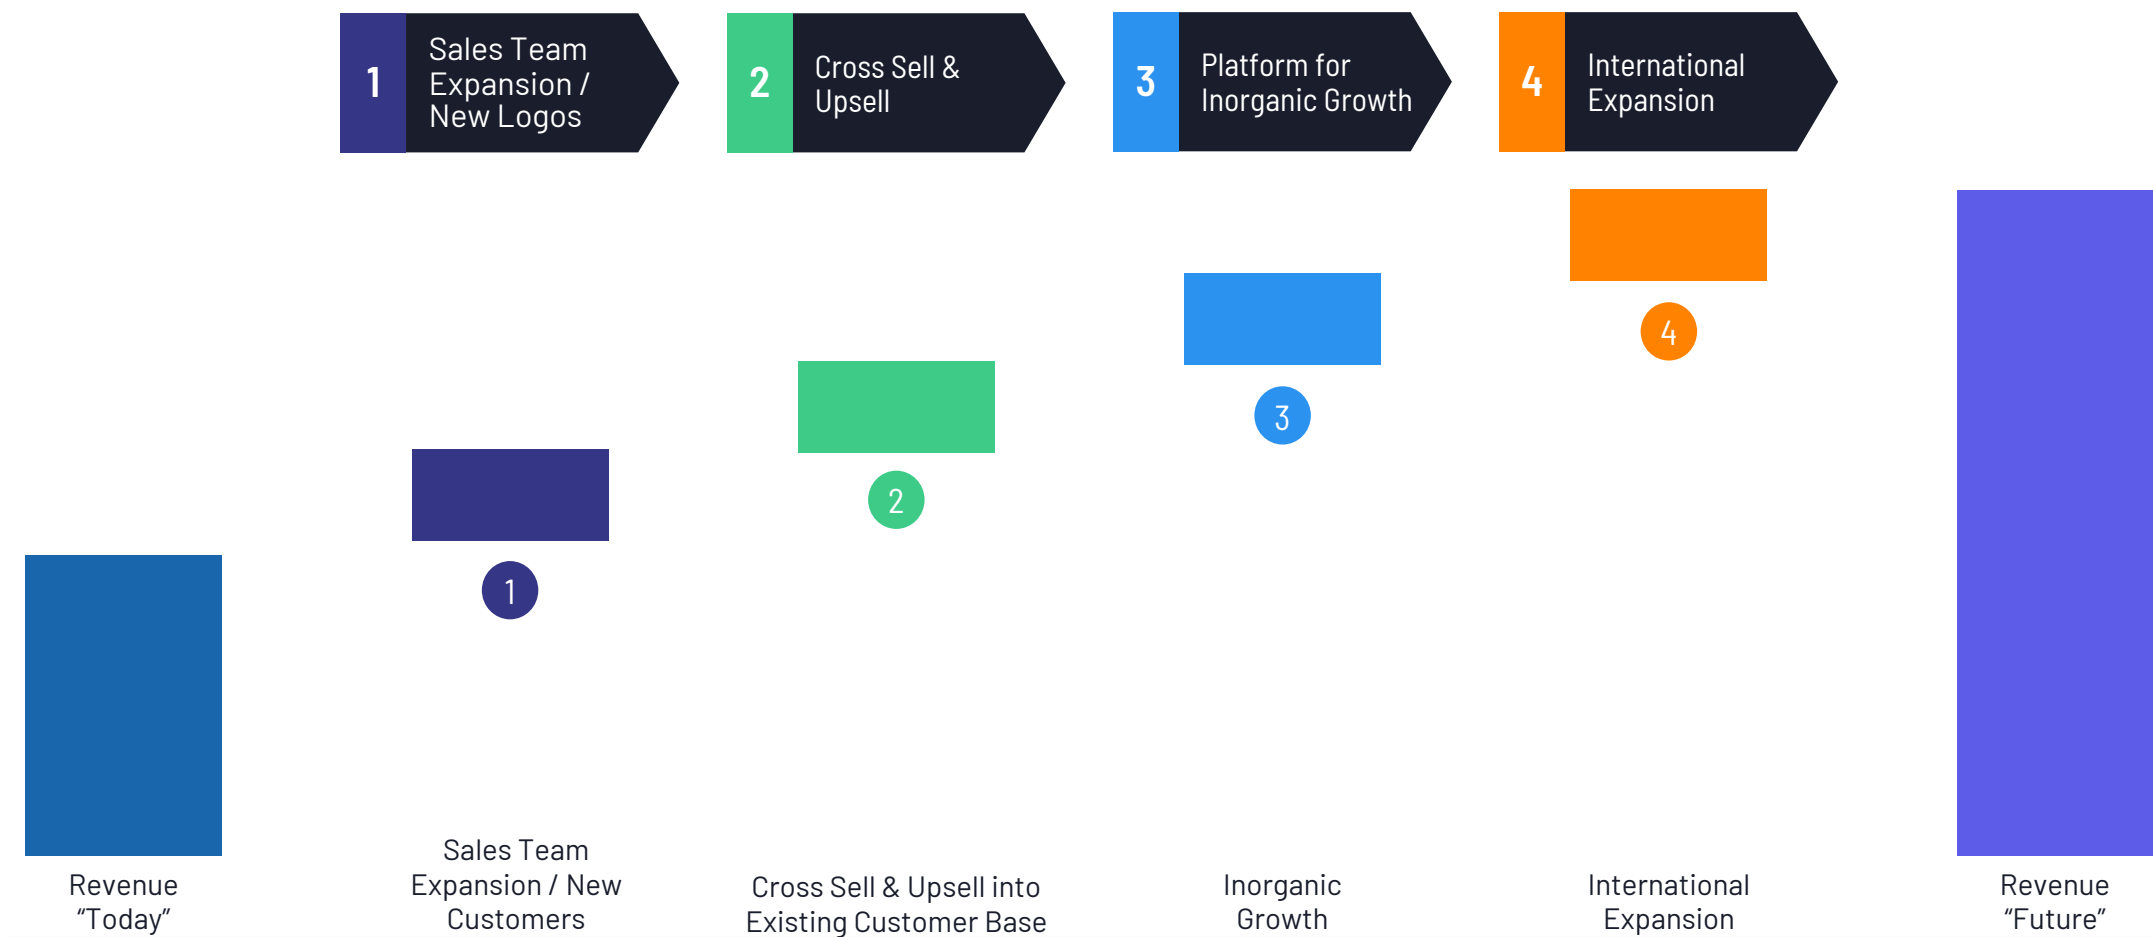 1
Sales Team
Expansion /
New Logos
2
Cross Sell &
Upsell
3
Platform for
Inorganic Growth
4
International
Expansion
4
3
2
1
Revenue
“Today”
Sales Team
Expansion / New
Customers
Cross Sell & Upsell into
Existing Customer Base
Inorganic
Growth
International
Expansion
Revenue
“Future”